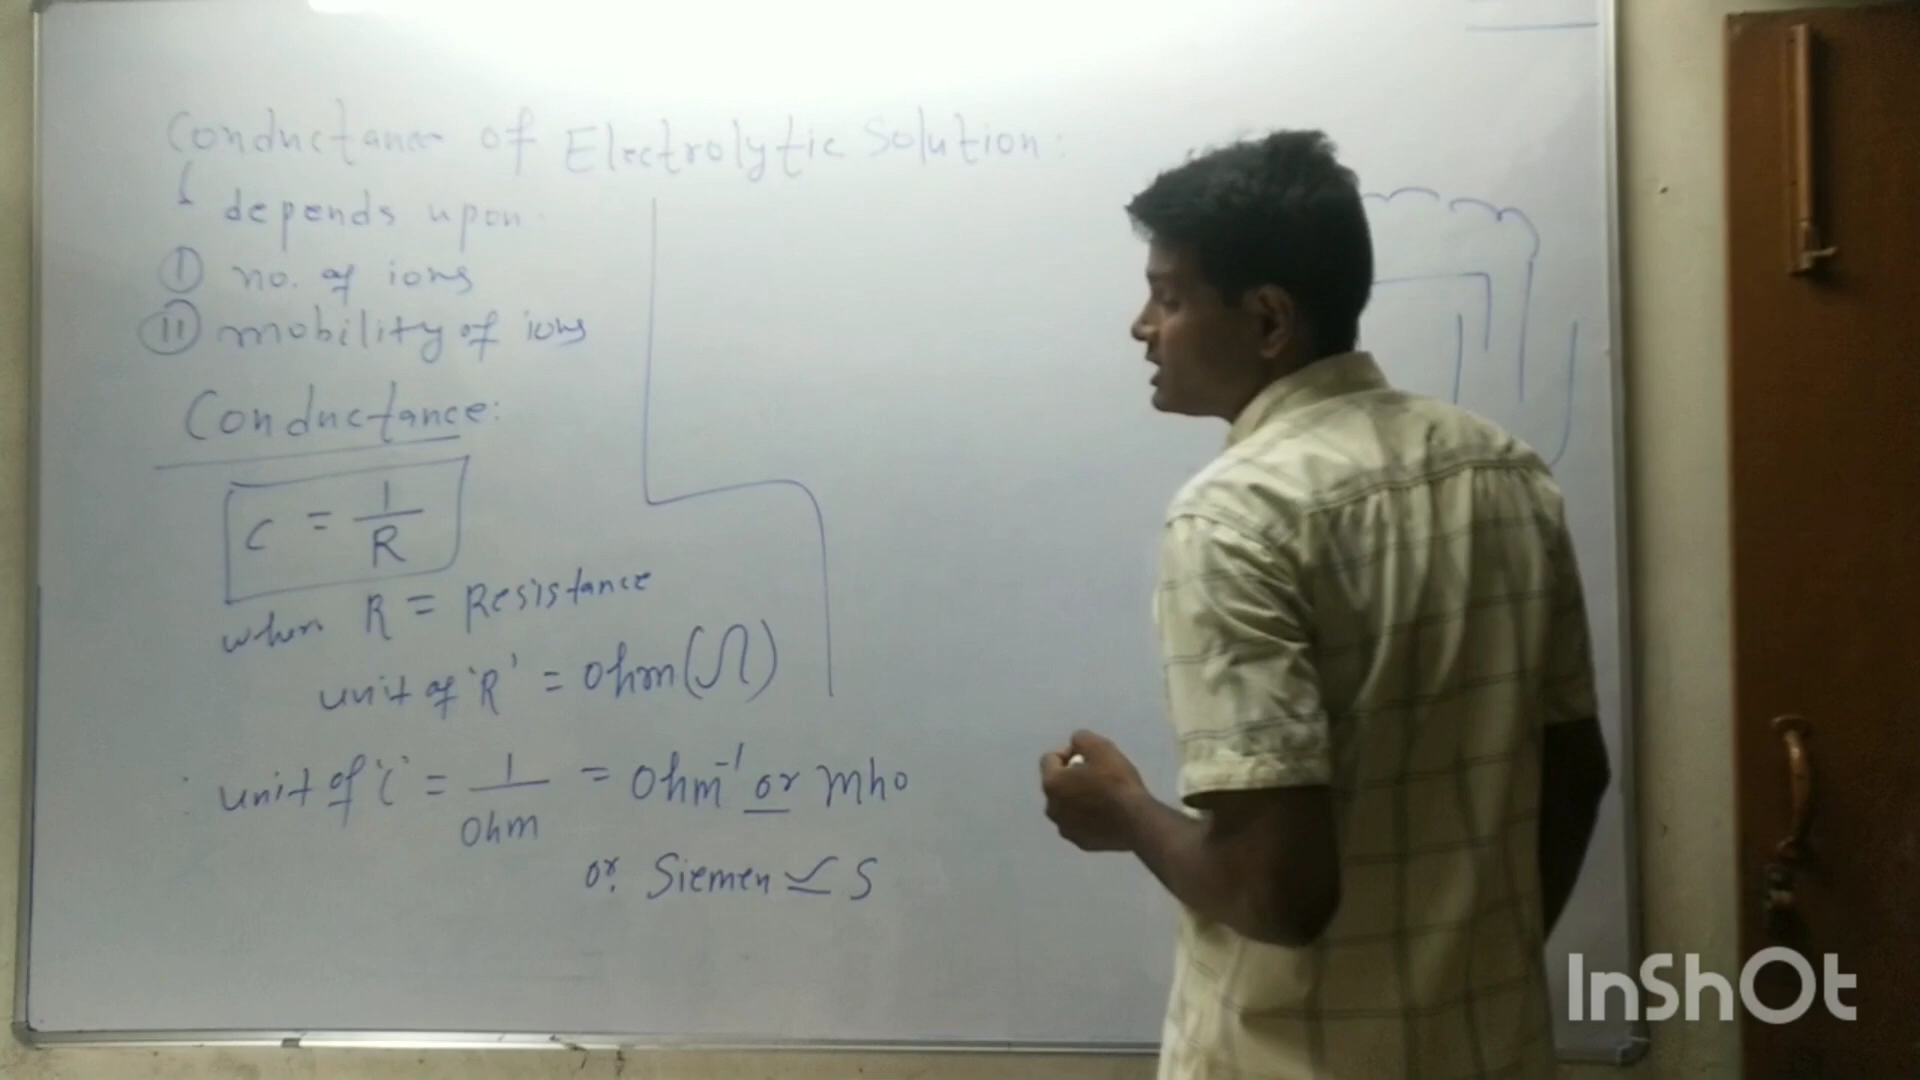 Conductance of Electrolytic Solution:
depends upon
I no. of ions
II mobility of ions
Conductance:
C = 1/R
when R = Resistance
unit of 'R' = ohm (Ω)
unit of 'C' = 1/ohm = ohm⁻¹ or mho
or Siemen S
InShOt